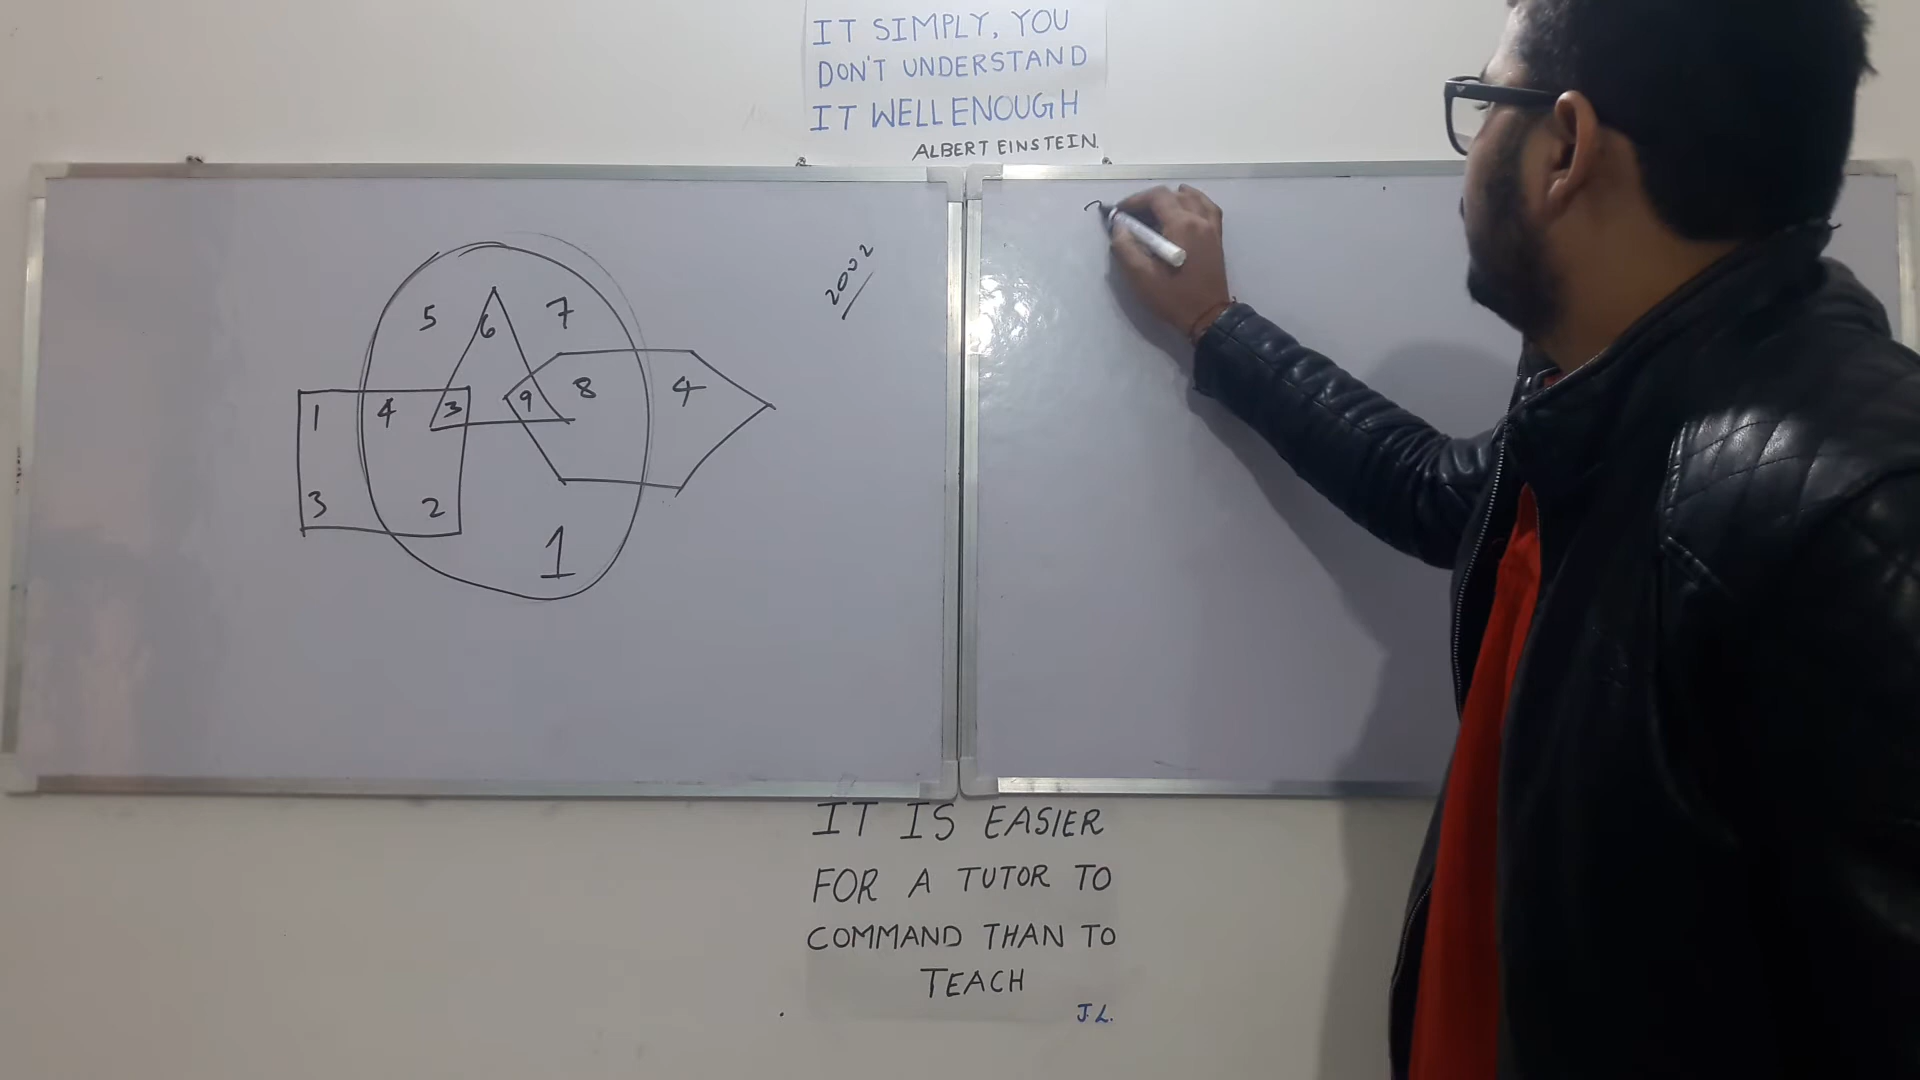 IT SIMPLY, YOU
DON'T UNDERSTAND
IT WELL ENOUGH
ALBERT EINSTEIN.
2002
5 7
6
8 4
1 4 3 9
3 2
1
IT IS EASIER
FOR A TUTOR TO
COMMAND THAN TO
TEACH
J.L.